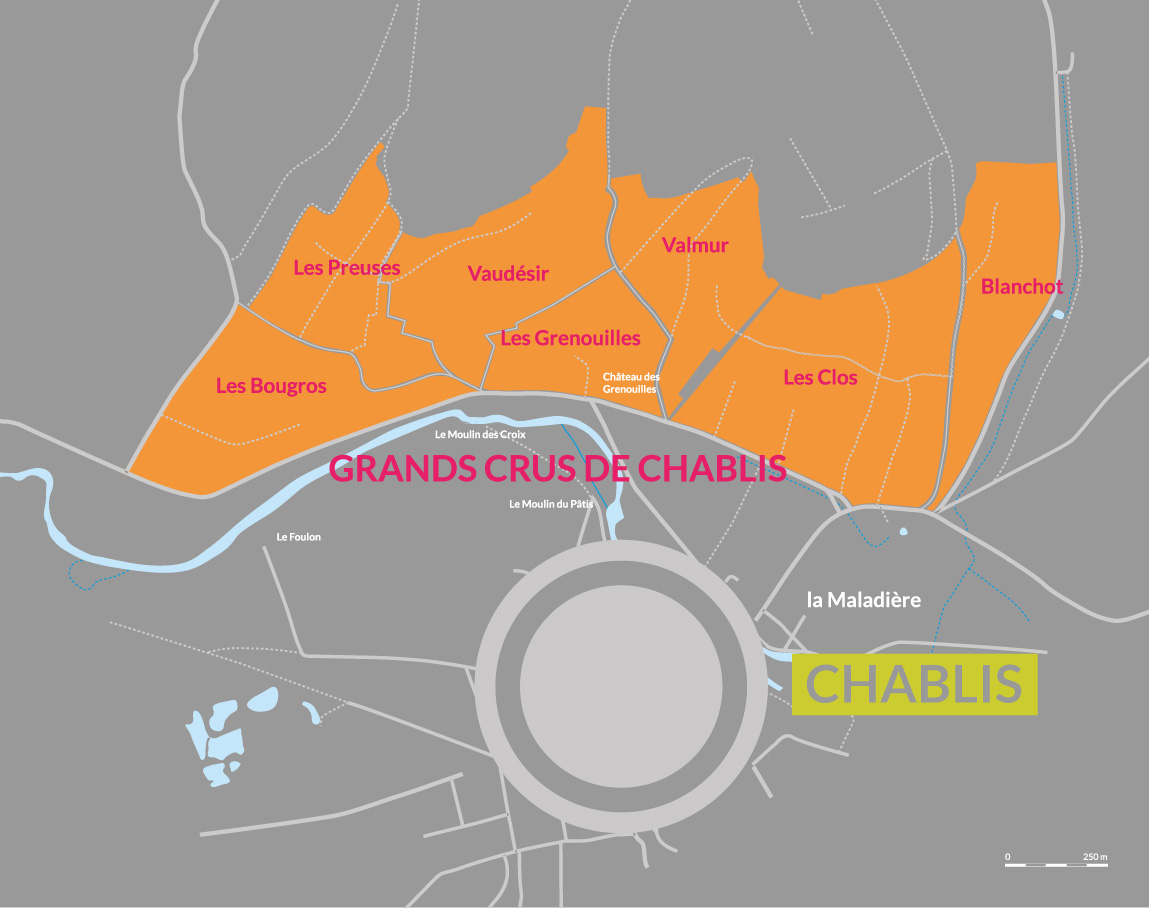 Valmur
Les Preuses
Vaudésir
Blanchot
Les Grenouilles
Château des
Grenouilles
Les Clos
Les Bougros
Le Moulin des Croix
GRANDS CRUS DE CHABLIS
Le Moulin du Pâtis
Le Foulon
la Maladière
CHABLIS
0 250 m